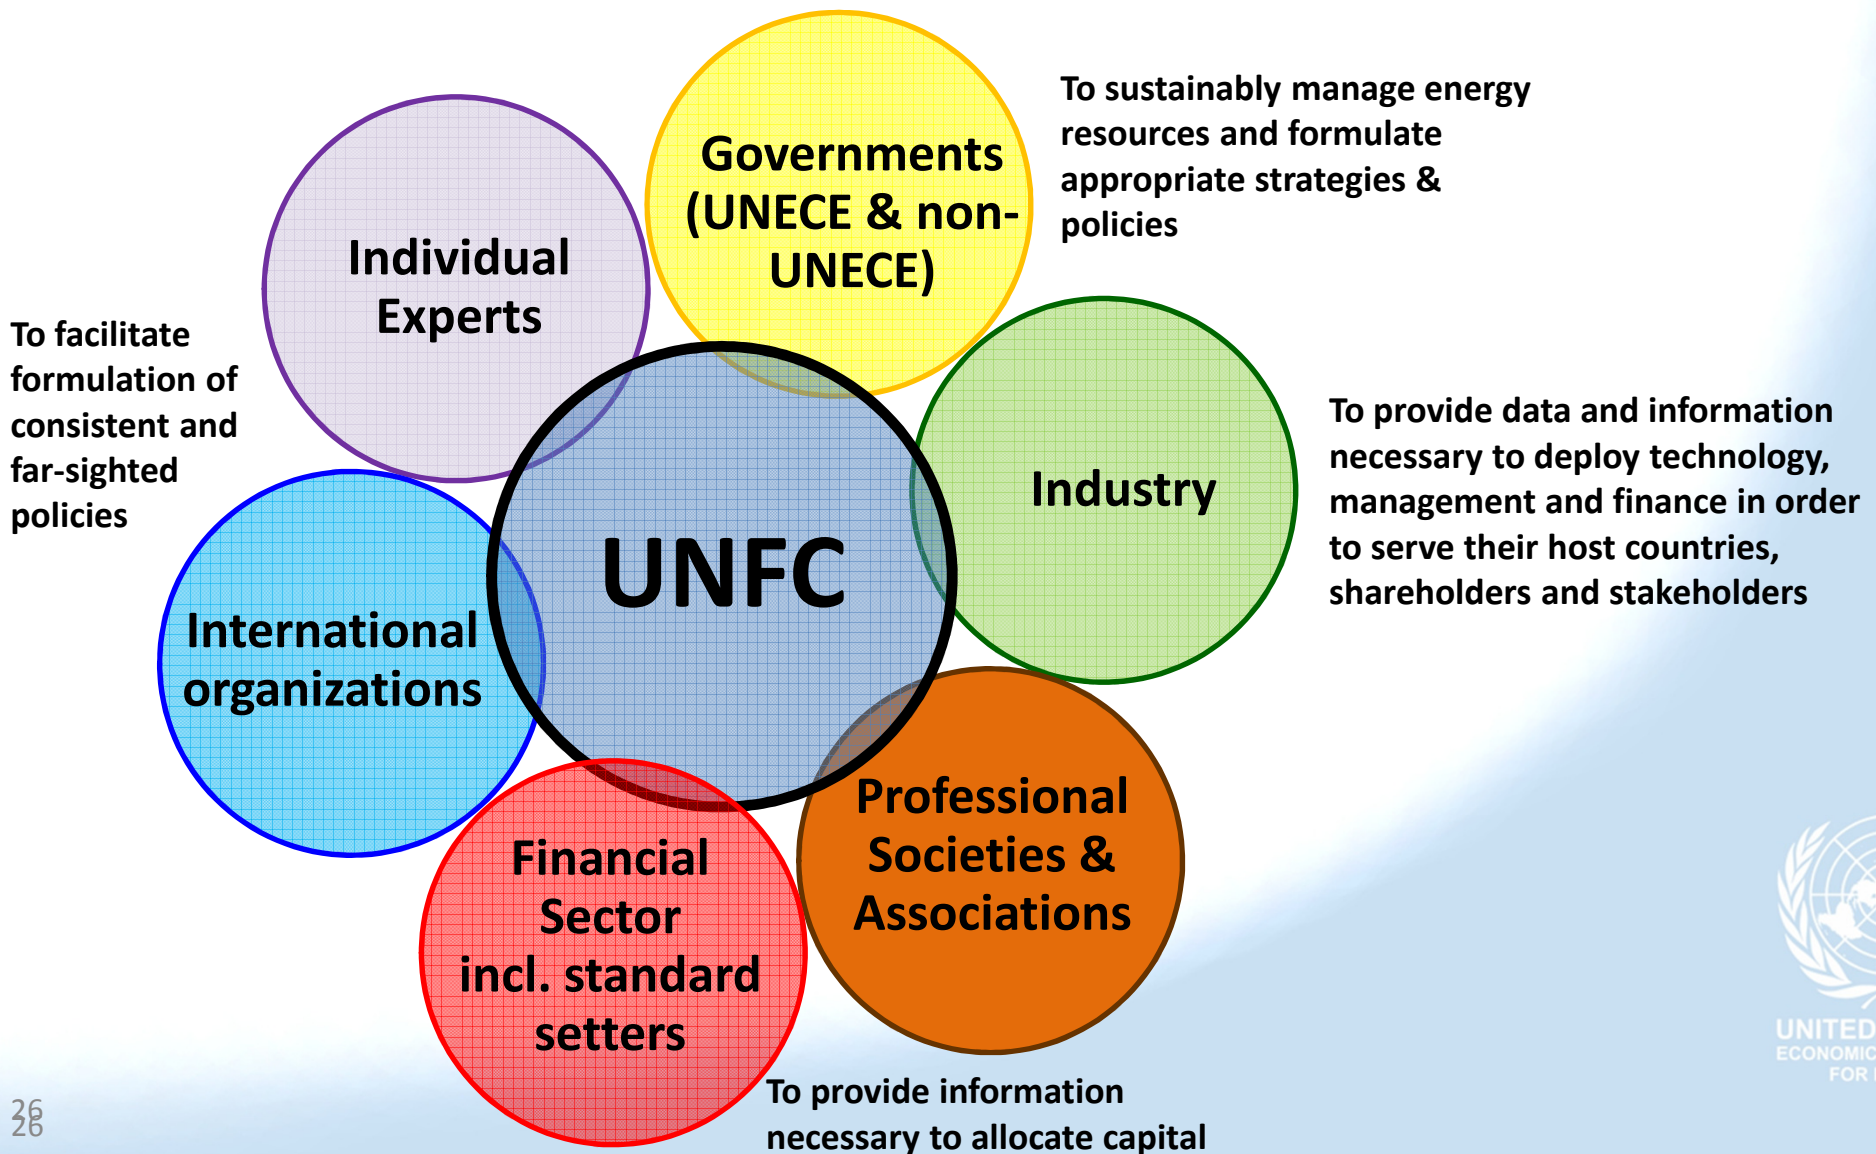 Governments
(UNECE & non-
UNECE)
To sustainably manage energy
resources and formulate
appropriate strategies &
policies
Individual
Experts
To facilitate
formulation of
consistent and
far-sighted
policies
Industry
To provide data and information
necessary to deploy technology,
management and finance in order
to serve their host countries,
shareholders and stakeholders
UNFC
International
organizations
Professional
Societies &
Associations
Financial
Sector
incl. standard
setters
To provide information
necessary to allocate capital
UNITED
ECONOMIC
FOR
26
26